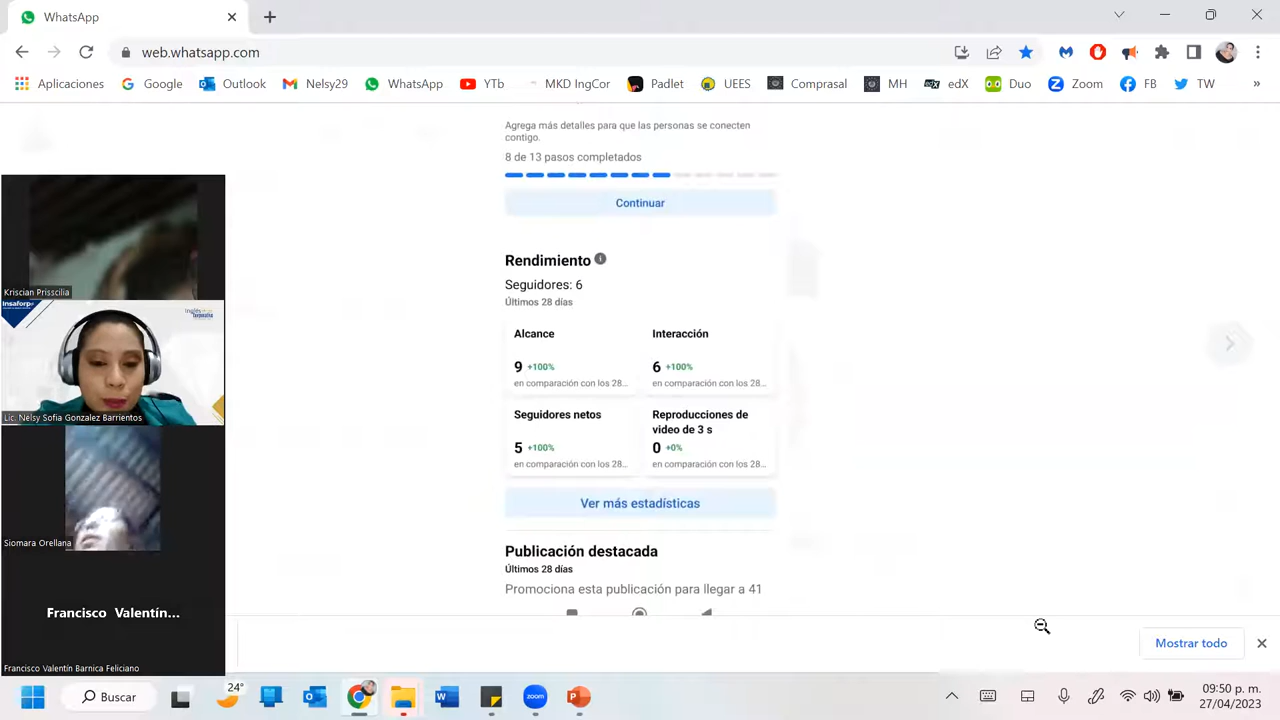 WhatsApp
web.whatsapp.com
Aplicaciones
Google
Outlook
Nelsy29
WhatsApp
YTb
MKD IngCor
Padlet
UEES
Comprasal
MH
edX
Duo
Zoom
FB
TW
»
Agrega más detalles para que las personas se conecten
contigo.
8 de 13 pasos completados
Continuar
Rendimiento
Seguidores: 6
Últimos 28 días
Alcance
9 +100%
en comparación con los 28...
Interacción
6 +100%
en comparación con los 28...
Seguidores netos
5 +100%
en comparación con los 28...
Reproducciones de
video de 3 s
0 +0%
en comparación con los 28...
Ver más estadísticas
Publicación destacada
Últimos 28 días
Promociona esta publicación para llegar a 41
Kriscian Prisscilia
Insaforp
Lic. Nelsy Sofia Gonzalez Barrientos
Siomara Orellana
Francisco Valentín...
Francisco Valentín Barnica Feliciano
Mostrar todo
Buscar
24°
zoom
09:50 p. m.
27/04/2023